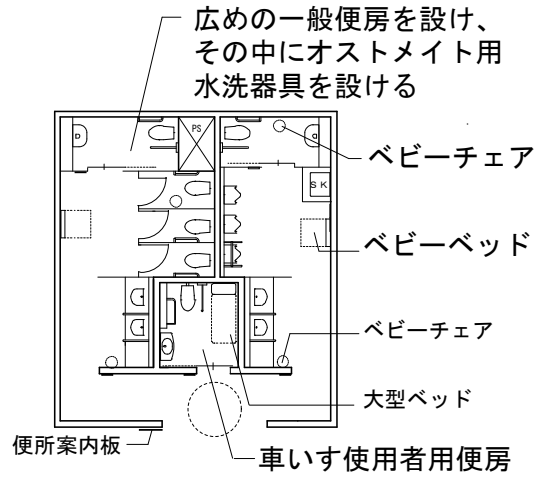 広めの一般便房を設け、
その中にオストメイト用
水洗器具を設ける
PS
ベビーチェア
SK
ベビーベッド
ベビーチェア
大型ベッド
便所案内板
車いす使用者用便房